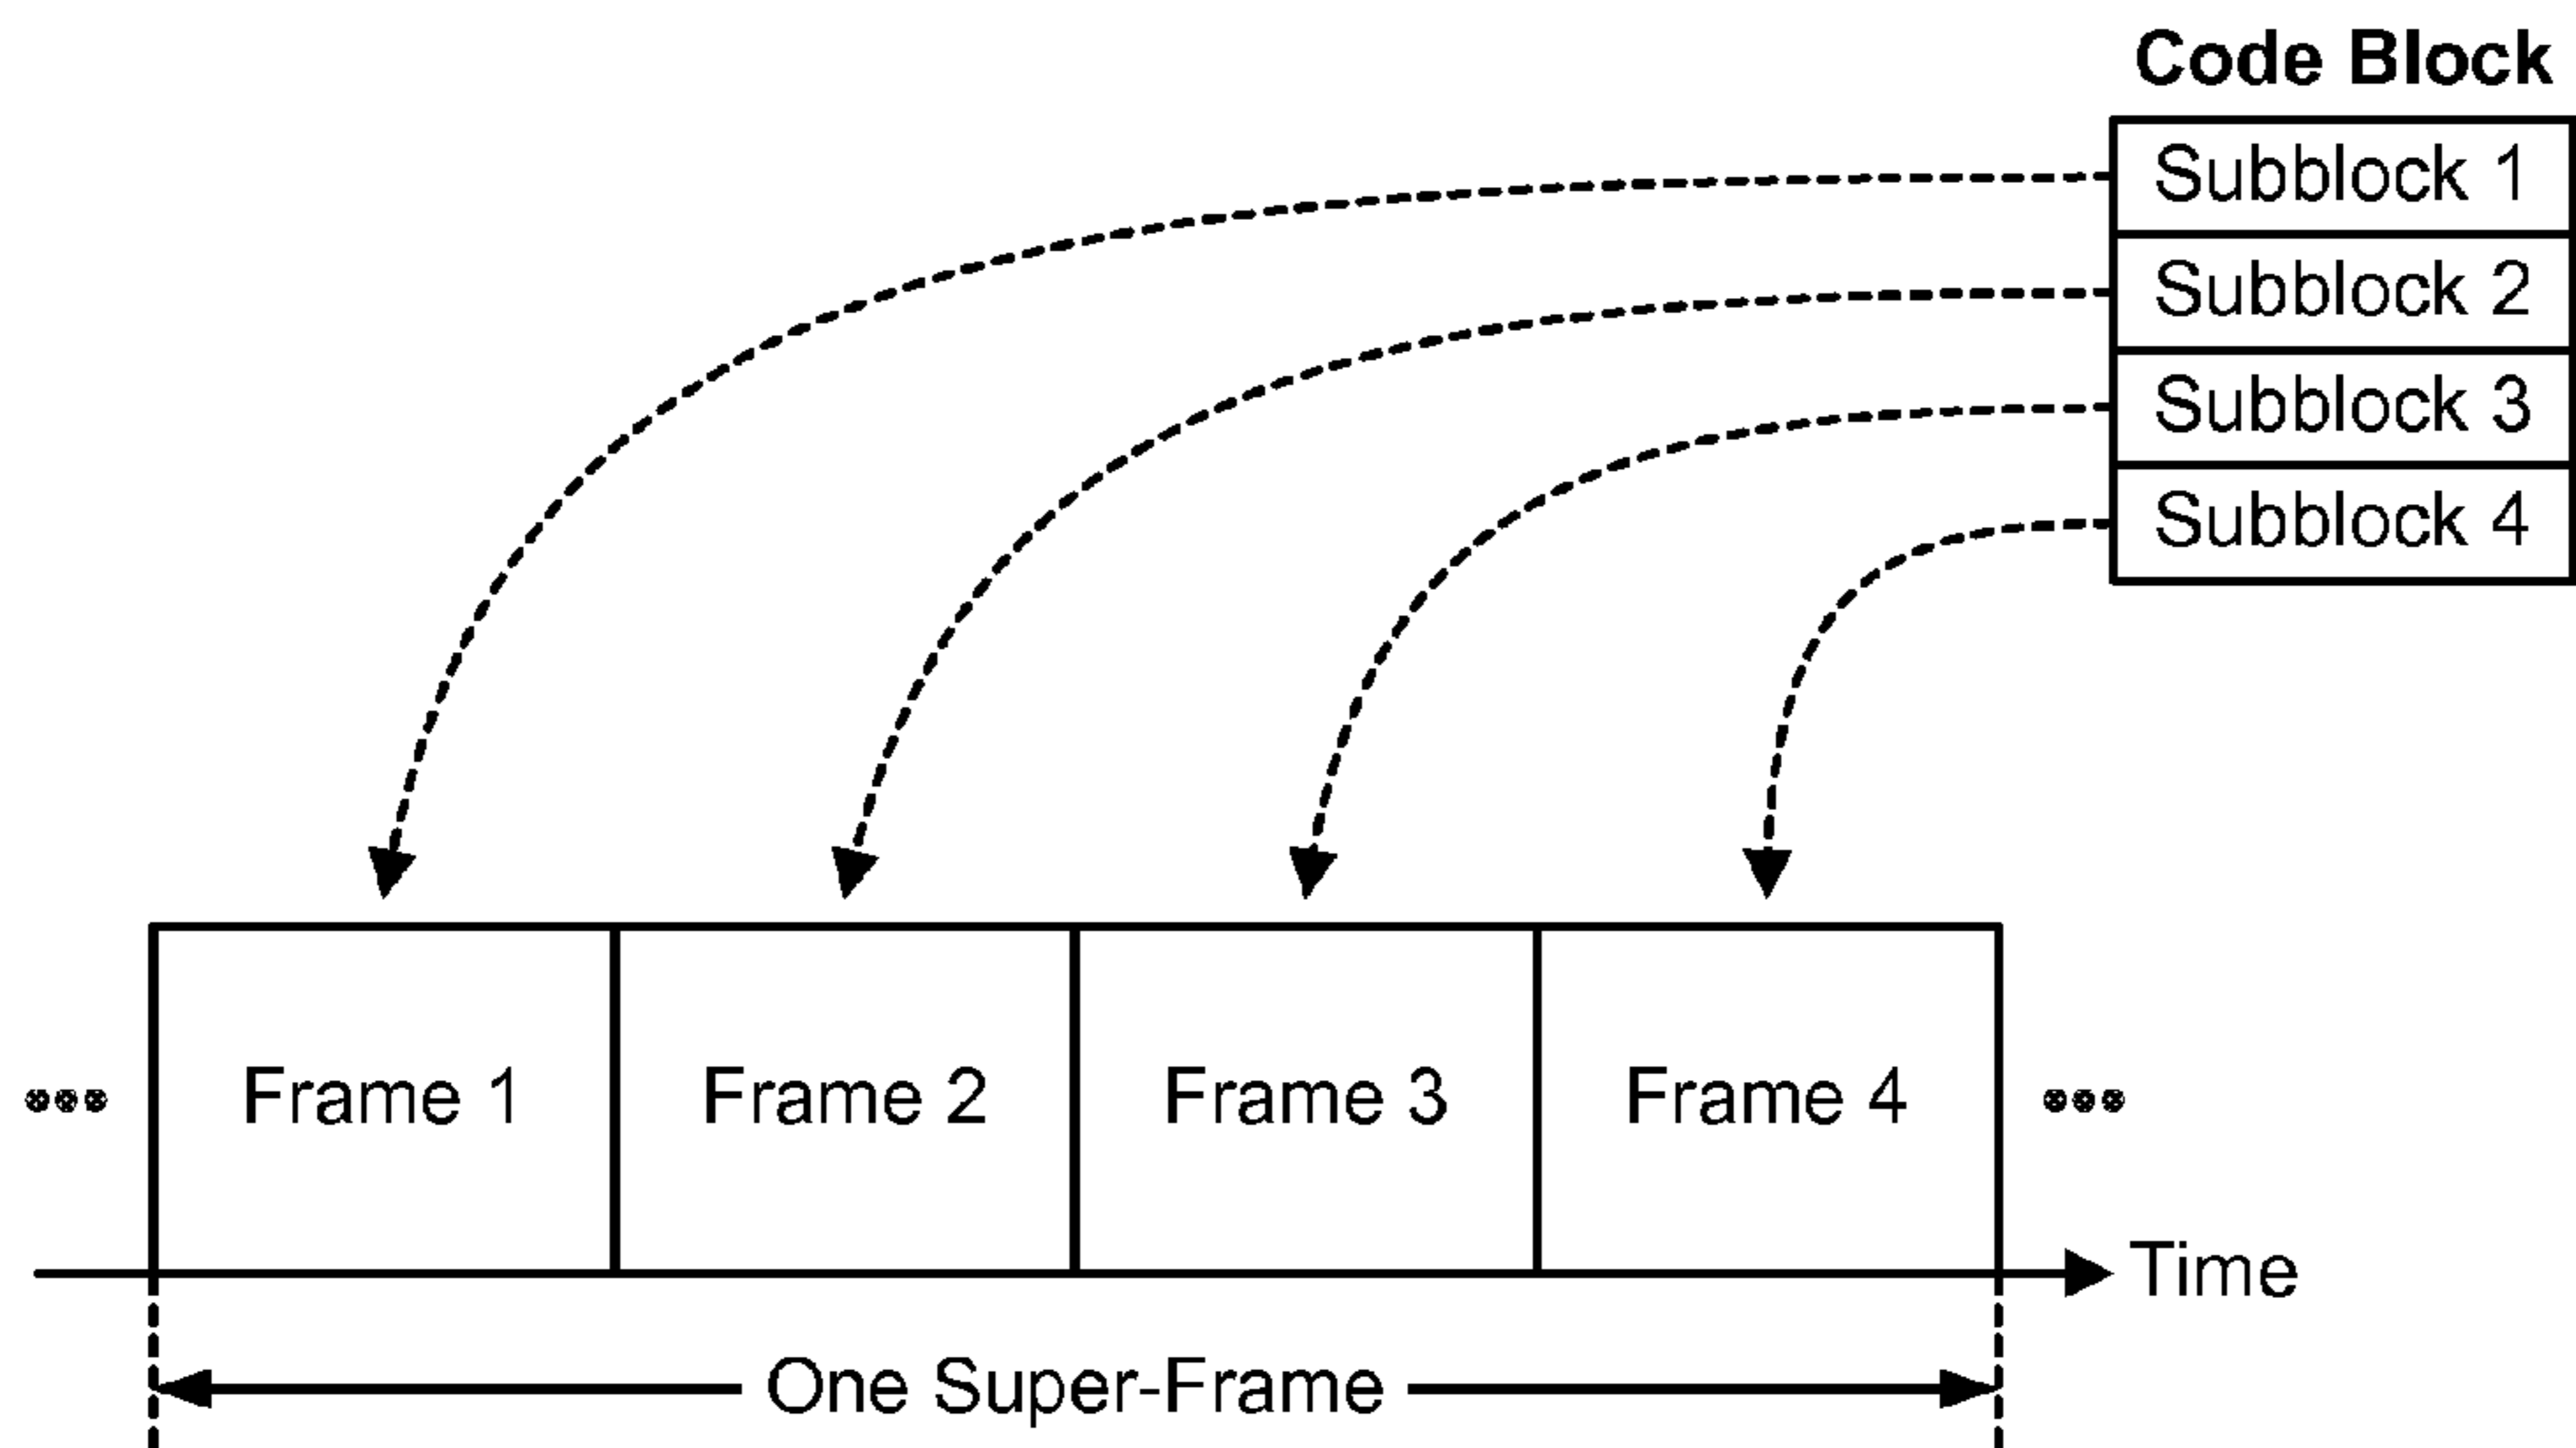 Code Block
Subblock 1
Subblock 2
Subblock 3
Subblock 4
Frame 1
Frame 2
Frame 3
Frame 4
Time
One Super-Frame